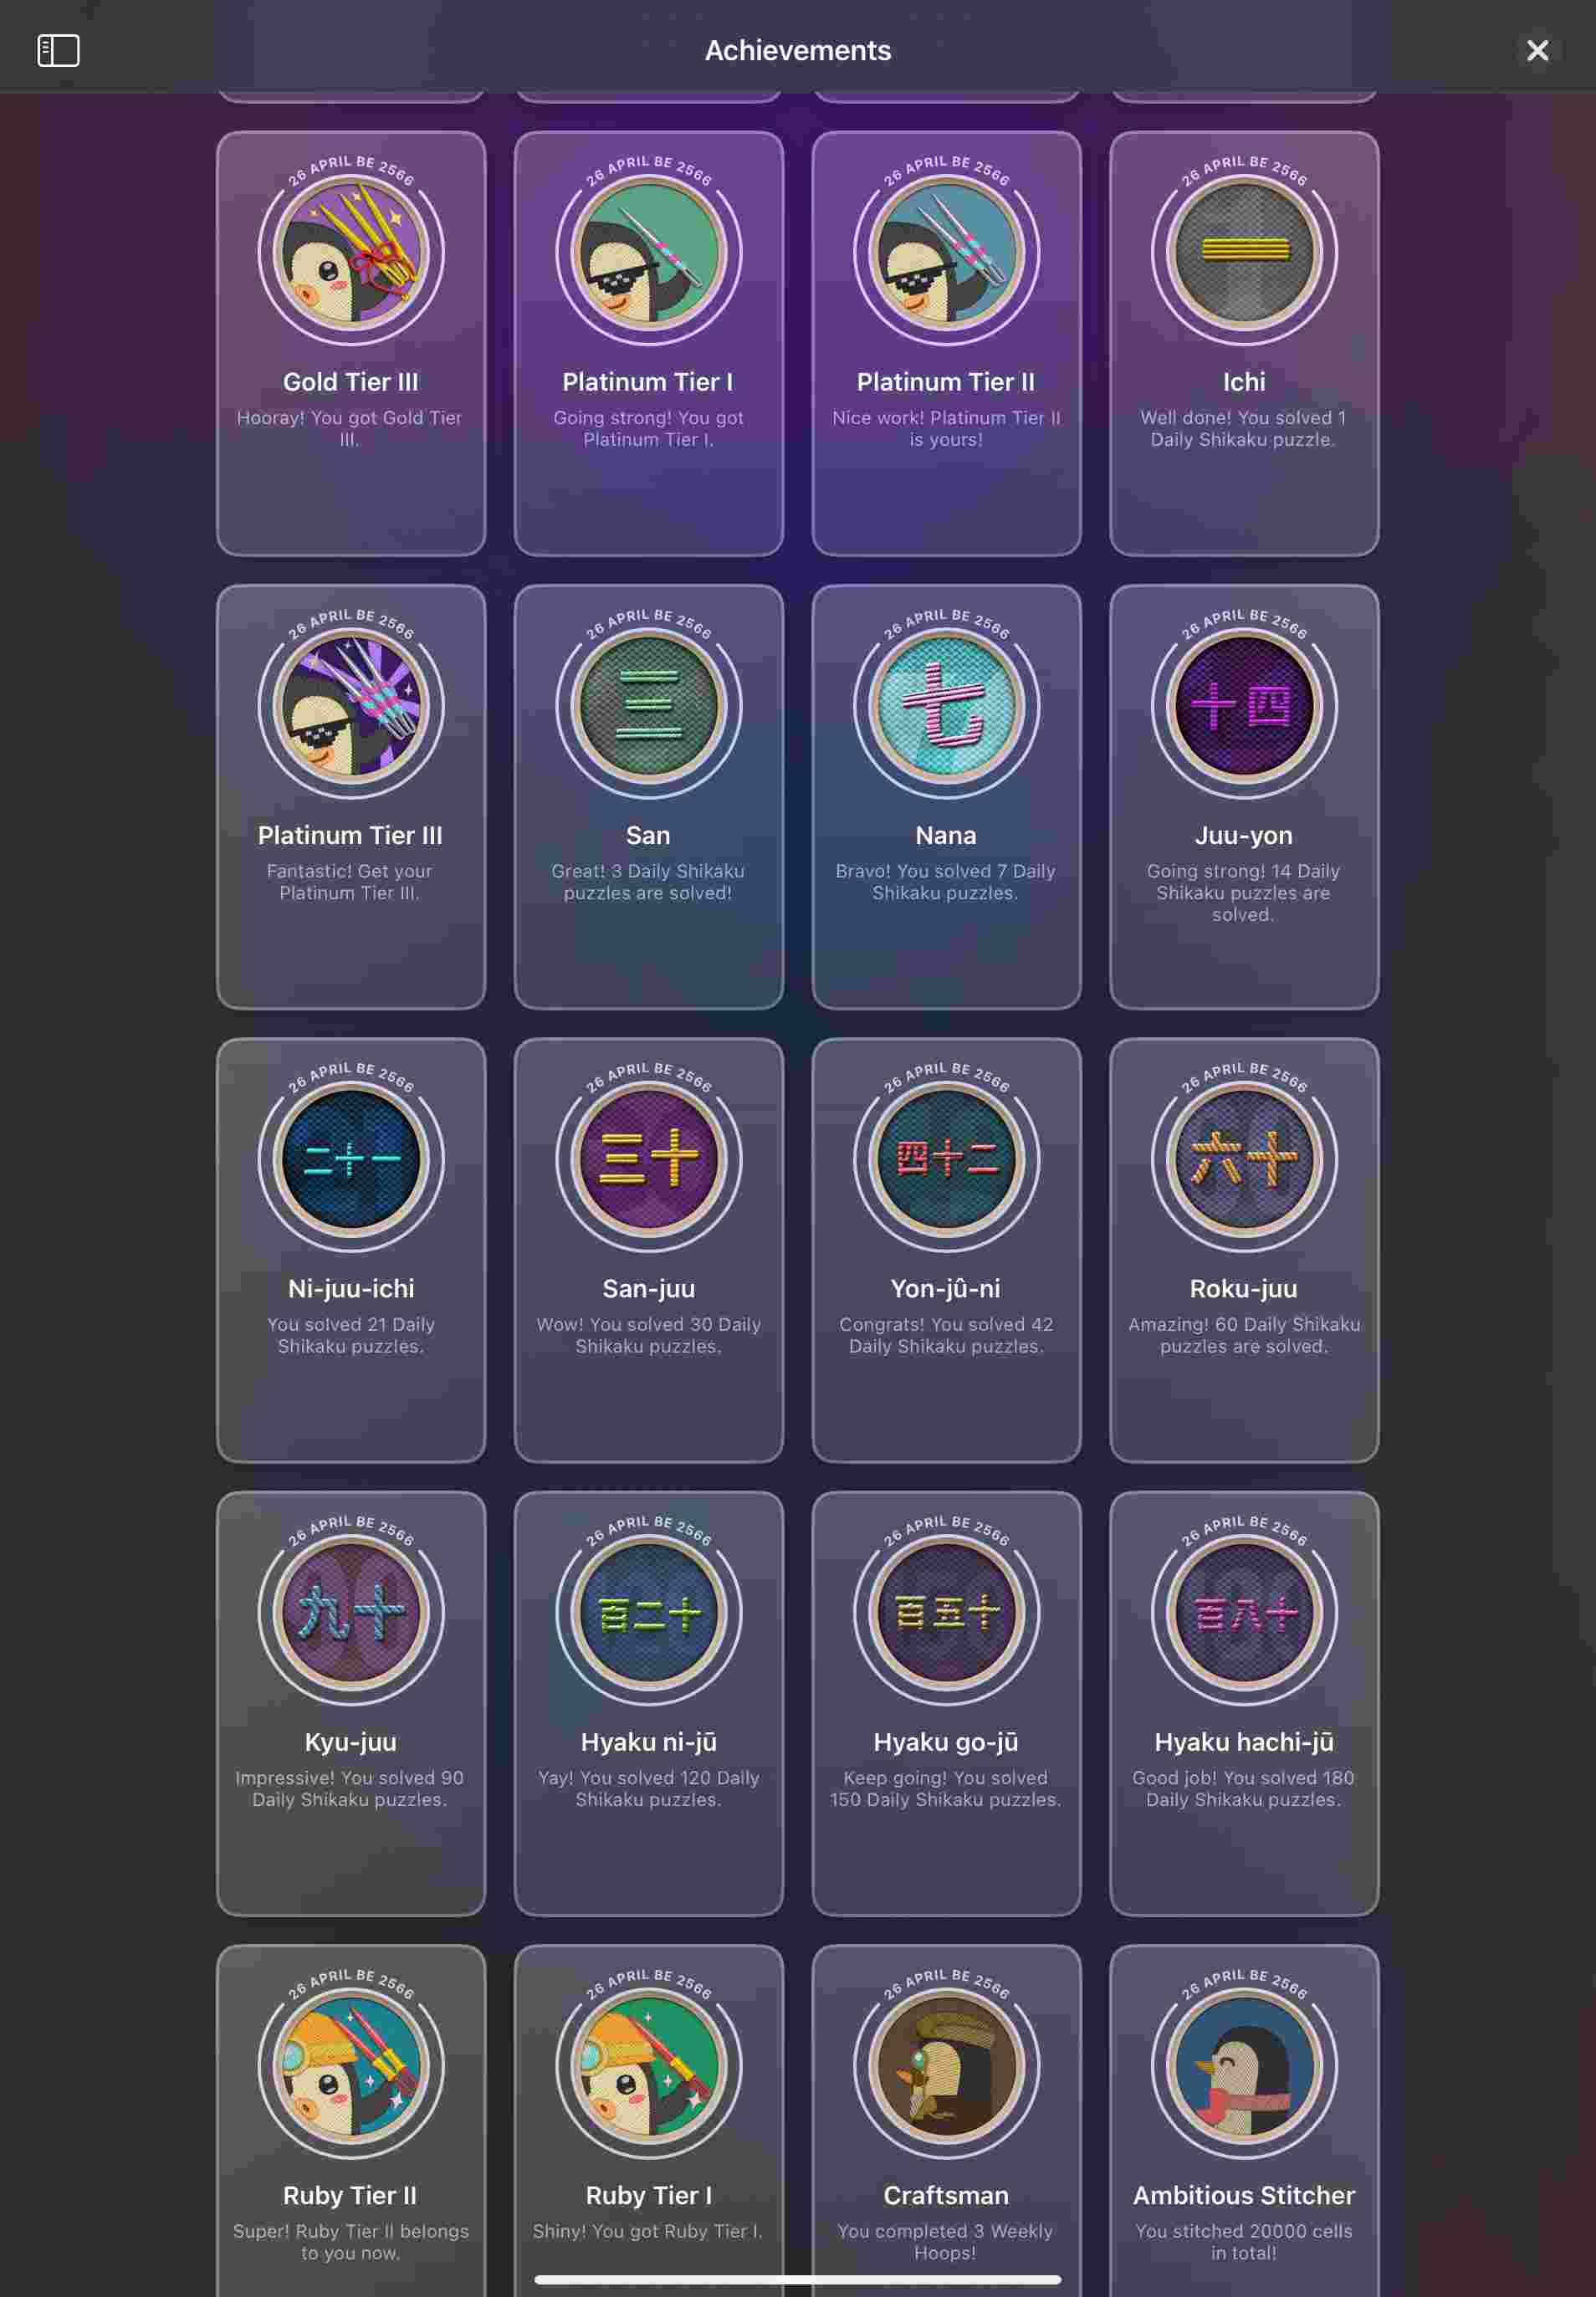 Achievements
26 APRIL BE 2566
26 APRIL BE 2566
26 APRIL BE 2566
26 APRIL BE 2566
一
Gold Tier III
Hooray! You got Gold Tier
III.
Platinum Tier I
Going strong! You got
Platinum Tier I.
Platinum Tier II
Nice work! Platinum Tier II
is yours!
Ichi
Well done! You solved 1
Daily Shikaku puzzle.
26 APRIL BE 2566
26 APRIL BE 2566
26 APRIL BE 2566
26 APRIL BE 2566
三
七
十四
Platinum Tier III
Fantastic! Get your
Platinum Tier III.
San
Great! 3 Daily Shikaku
puzzles are solved!
Nana
Bravo! You solved 7 Daily
Shikaku puzzles.
Juu-yon
Going strong! 14 Daily
Shikaku puzzles are
solved.
26 APRIL BE 2566
26 APRIL BE 2566
26 APRIL BE 2566
26 APRIL BE 2566
二十一
三十
四十二
六十
Ni-juu-ichi
You solved 21 Daily
Shikaku puzzles.
San-juu
Wow! You solved 30 Daily
Shikaku puzzles.
Yon-jû-ni
Congrats! You solved 42
Daily Shikaku puzzles.
Roku-juu
Amazing! 60 Daily Shikaku
puzzles are solved.
26 APRIL BE 2566
26 APRIL BE 2566
26 APRIL BE 2566
26 APRIL BE 2566
九十
百二十
百五十
百八十
Kyu-juu
Impressive! You solved 90
Daily Shikaku puzzles.
Hyaku ni-jū
Yay! You solved 120 Daily
Shikaku puzzles.
Hyaku go-jū
Keep going! You solved
150 Daily Shikaku puzzles.
Hyaku hachi-jū
Good job! You solved 180
Daily Shikaku puzzles.
26 APRIL BE 2566
26 APRIL BE 2566
26 APRIL BE 2566
26 APRIL BE 2566
Ruby Tier II
Super! Ruby Tier II belongs
to you now.
Ruby Tier I
Shiny! You got Ruby Tier I.
Craftsman
You completed 3 Weekly
Hoops!
Ambitious Stitcher
You stitched 20000 cells
in total!